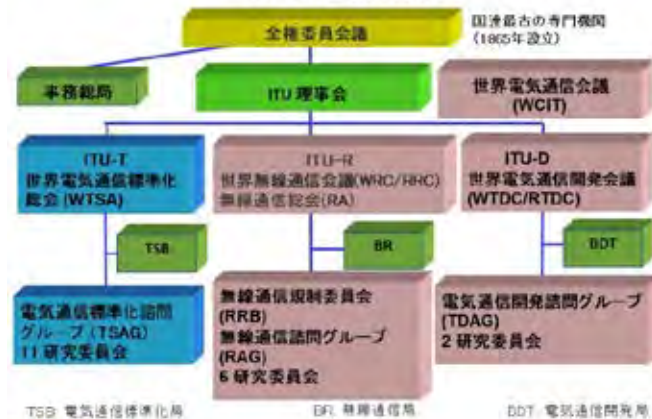 全権委員会議
国連最古の専門機関
(1865年設立)
事務総局
ITU 理事会
世界電気通信会議
(WCIT)
ITU-T
世界電気通信標準化
総会 (WTSA)
ITU-R
世界無線通信会議(WRC/RRC)
無線通信総会(RA)
ITU-D
世界電気通信開発会議
(WTDC/RTDC)
TSB
BR
BDT
電気通信標準化諮問
グループ (TSAG)
11 研究委員会
無線通信規制委員会
(RRB)
無線通信諮問グループ
(RAG)
6 研究委員会
電気通信開発諮問グループ
(TDAG)
2 研究委員会
TSB: 電気通信標準化局
BR: 無線通信局
BDT: 電気通信開発局